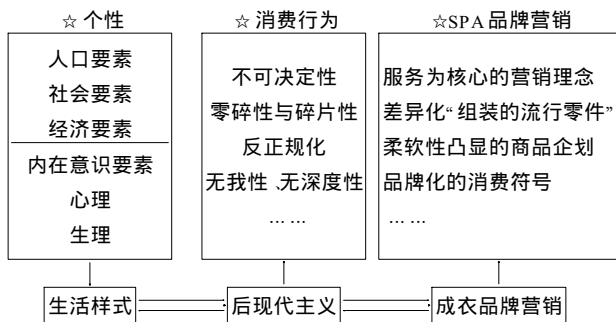 ☆ 个性
人口要素
社会要素
经济要素
内在意识要素
心理
生理
生活样式
☆ 消费行为
不可决定性
零碎性与碎片性
反正规化
无我性、无深度性
… …
后现代主义
☆SPA 品牌营销
服务为核心的营销理念
差异化“组装的流行零件”
柔软性凸显的商品企划
品牌化的消费符号
… …
成衣品牌营销